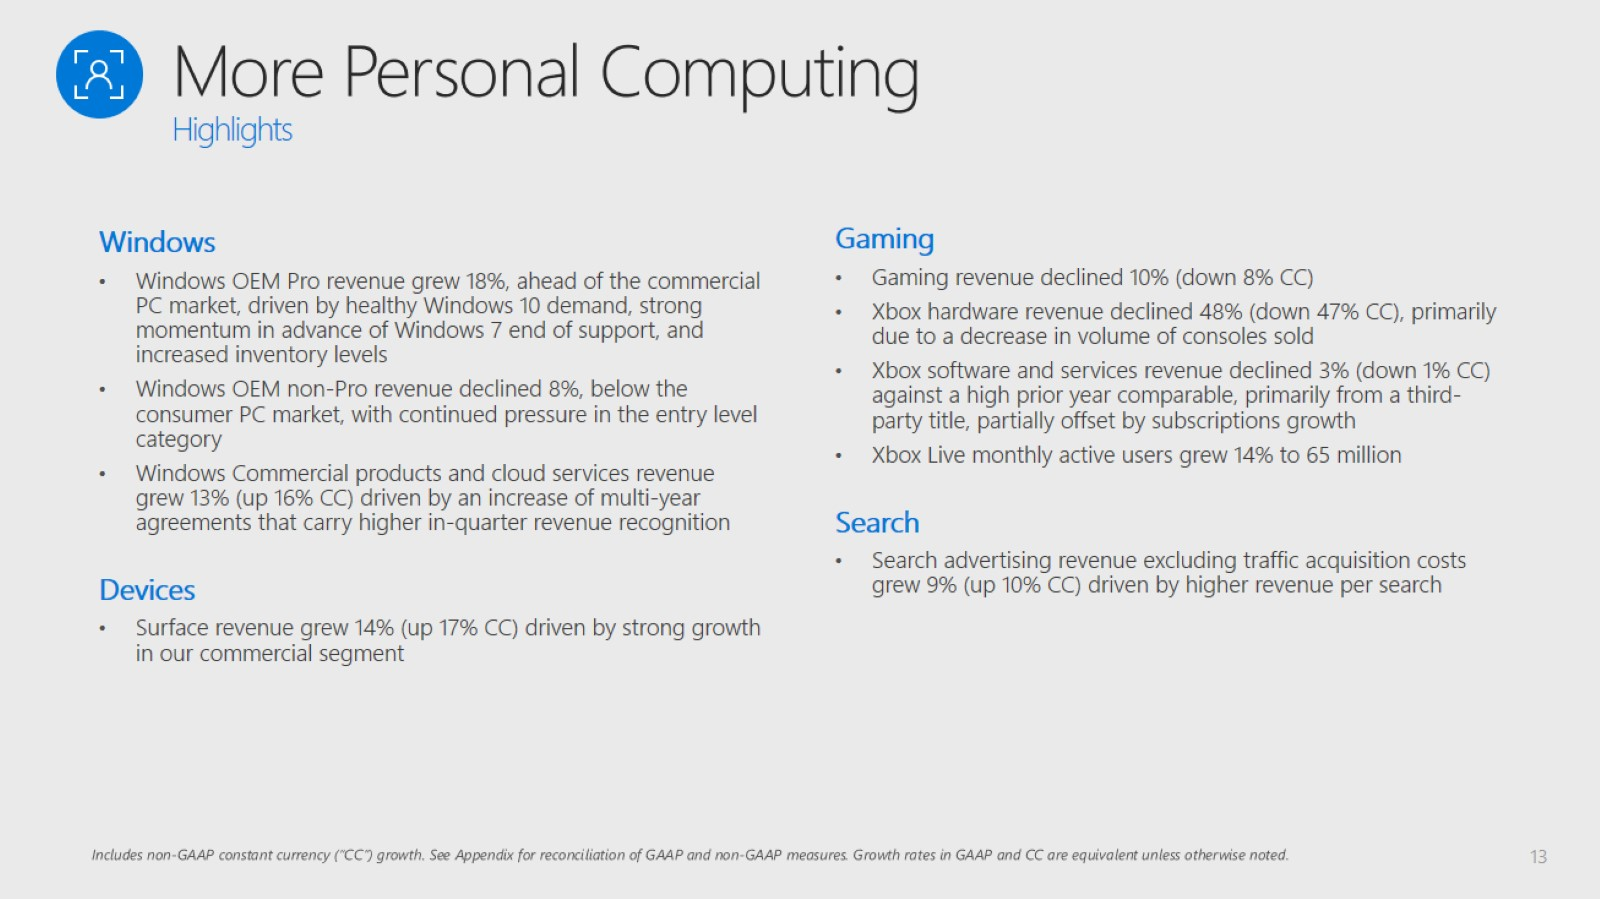 More Personal Computing
Highlights
Windows
• Windows OEM Pro revenue grew 18%, ahead of the commercial
PC market, driven by healthy Windows 10 demand, strong
momentum in advance of Windows 7 end of support, and
increased inventory levels
• Windows OEM non-Pro revenue declined 8%, below the
consumer PC market, with continued pressure in the entry level
category
• Windows Commercial products and cloud services revenue
grew 13% (up 16% CC) driven by an increase of multi-year
agreements that carry higher in-quarter revenue recognition
Devices
• Surface revenue grew 14% (up 17% CC) driven by strong growth
in our commercial segment
Gaming
• Gaming revenue declined 10% (down 8% CC)
• Xbox hardware revenue declined 48% (down 47% CC), primarily
due to a decrease in volume of consoles sold
• Xbox software and services revenue declined 3% (down 1% CC)
against a high prior year comparable, primarily from a third-
party title, partially offset by subscriptions growth
• Xbox Live monthly active users grew 14% to 65 million
Search
• Search advertising revenue excluding traffic acquisition costs
grew 9% (up 10% CC) driven by higher revenue per search
Includes non-GAAP constant currency ("CC") growth. See Appendix for reconciliation of GAAP and non-GAAP measures. Growth rates in GAAP and CC are equivalent unless otherwise noted.
13